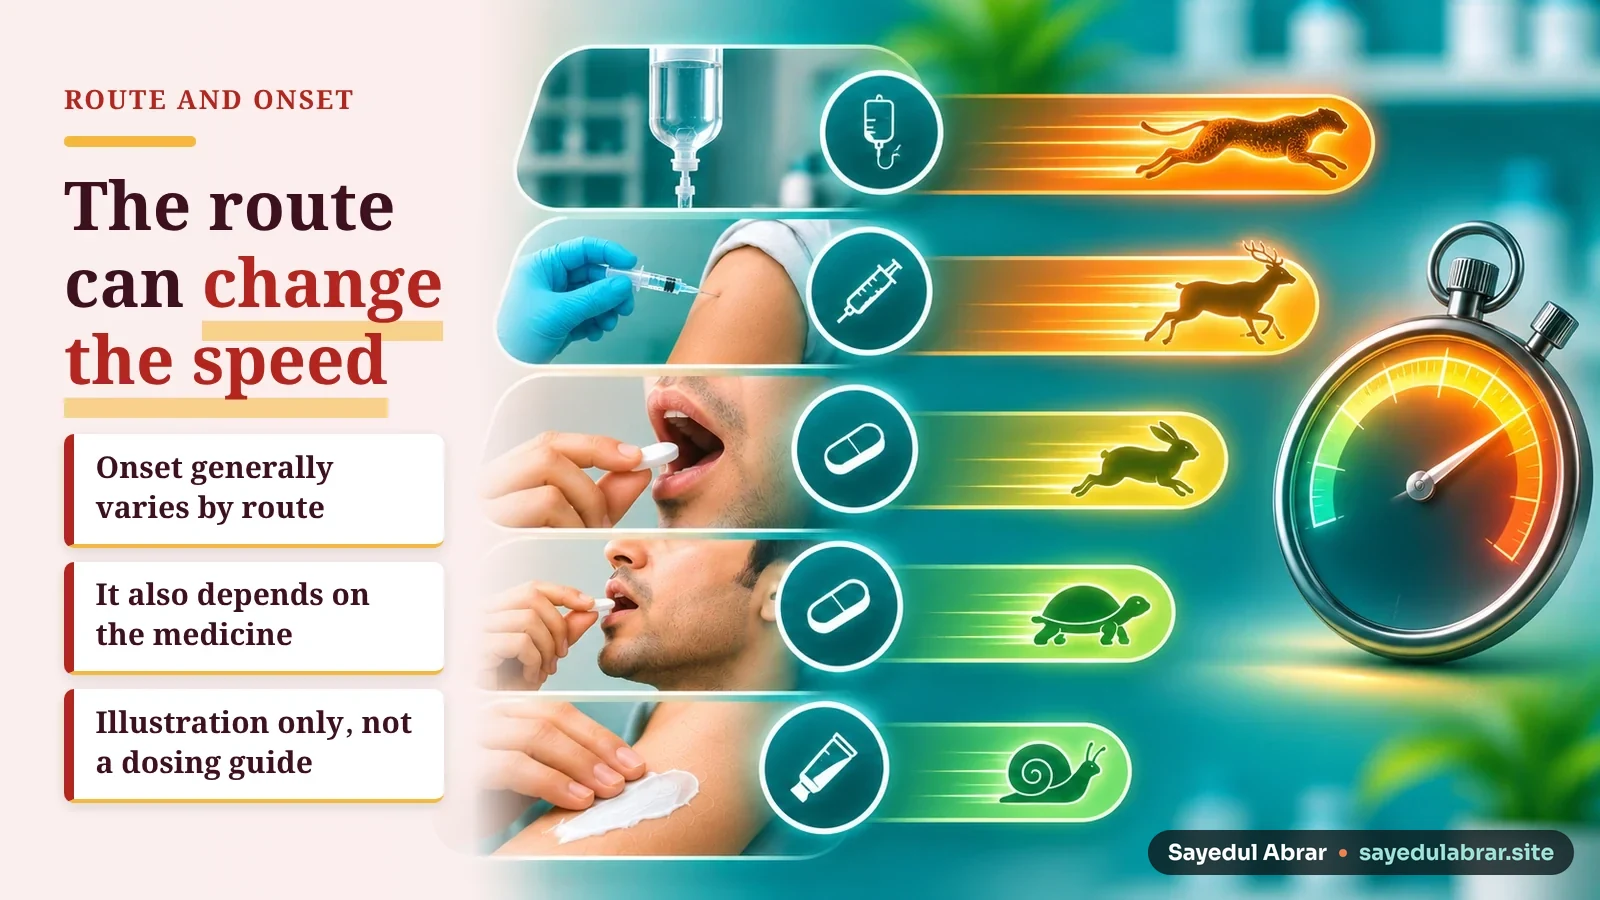 ROUTE AND ONSET
The route
can change
the speed
Onset generally
varies by route
It also depends on
the medicine
Illustration only, not
a dosing guide
Sayedul Abrar • sayedulabrar.site